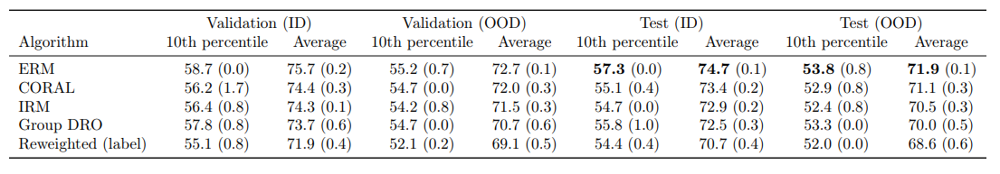 Validation (ID) Validation (OOD) Test (ID) Test (OOD)
Algorithm 10th percentile Average 10th percentile Average 10th percentile Average 10th percentile Average
ERM 58.7 (0.0) 75.7 (0.2) 55.2 (0.7) 72.7 (0.1) 57.3 (0.0) 74.7 (0.1) 53.8 (0.8) 71.9 (0.1)
CORAL 56.2 (1.7) 74.4 (0.3) 54.7 (0.0) 72.0 (0.3) 55.1 (0.4) 73.4 (0.2) 52.9 (0.8) 71.1 (0.3)
IRM 56.4 (0.8) 74.3 (0.1) 54.2 (0.8) 71.5 (0.3) 54.7 (0.0) 72.9 (0.2) 52.4 (0.8) 70.5 (0.3)
Group DRO 57.8 (0.8) 73.7 (0.6) 54.7 (0.0) 70.7 (0.6) 55.8 (1.0) 72.5 (0.3) 53.3 (0.0) 70.0 (0.5)
Reweighted (label) 55.1 (0.8) 71.9 (0.4) 52.1 (0.2) 69.1 (0.5) 54.4 (0.4) 70.7 (0.4) 52.0 (0.0) 68.6 (0.6)